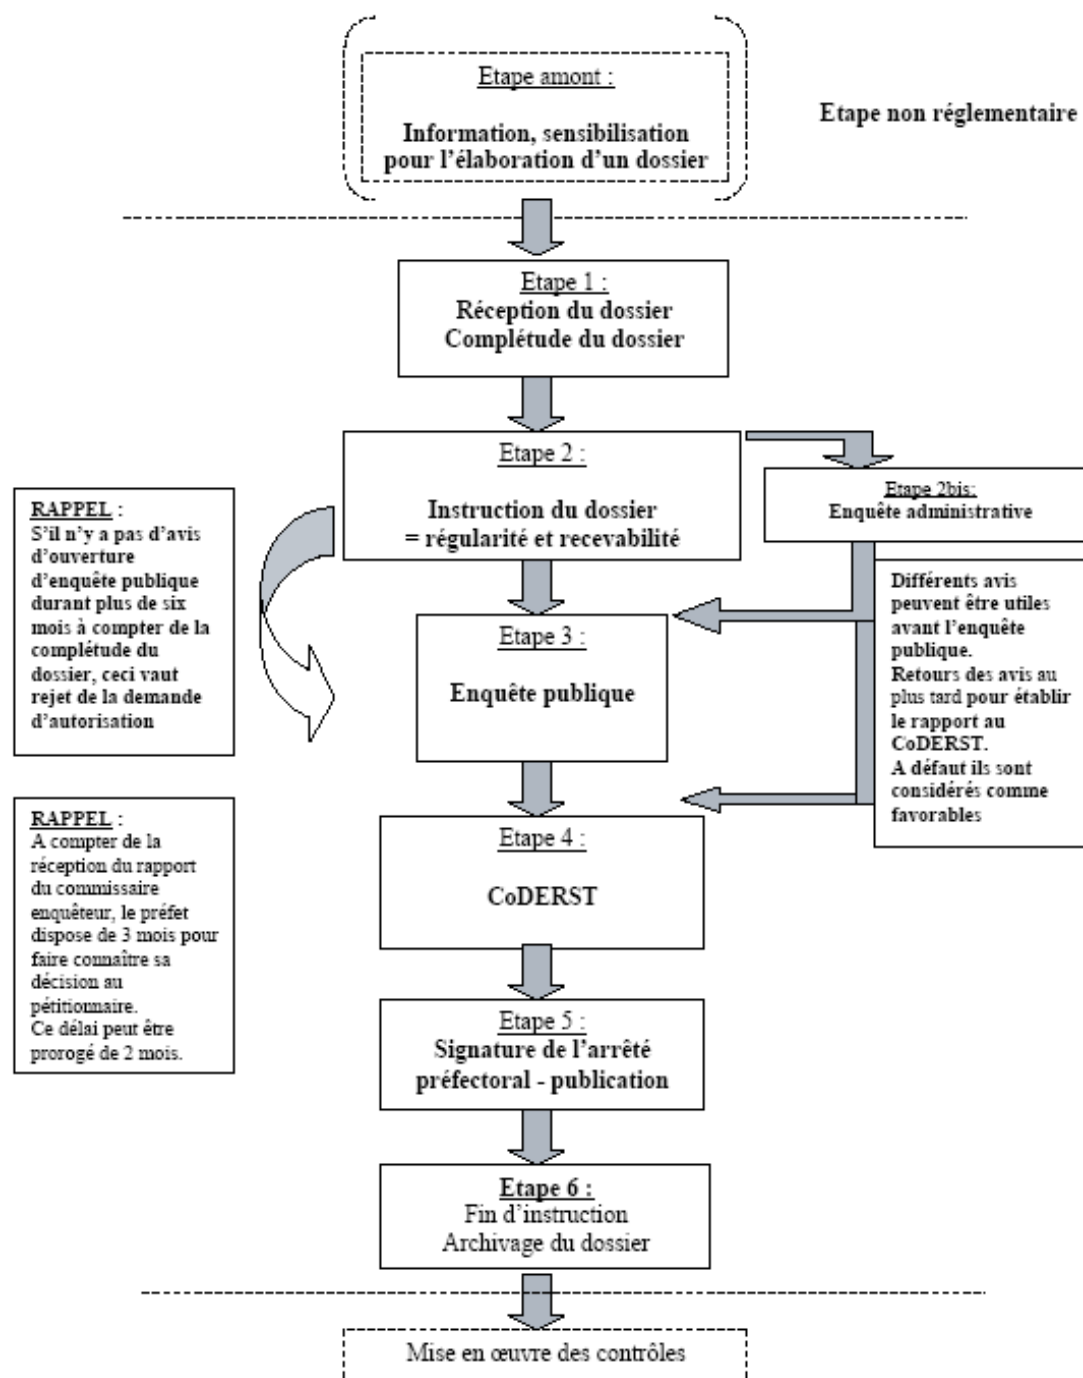 Etape amont :
Information, sensibilisation
pour l'élaboration d'un dossier
Etape non réglementaire
Etape 1 :
Réception du dossier
Complétude du dossier
Etape 2 :
Instruction du dossier
= régularité et recevabilité
Etape 2bis:
Enquête administrative
RAPPEL :
S'il n'y a pas d'avis
d'ouverture
d'enquête publique
durant plus de six
mois à compter de la
complétude du
dossier, ceci vaut
rejet de la demande
d'autorisation
Différents avis
peuvent être utiles
avant l'enquête
publique.
Retours des avis au
plus tard pour établir
le rapport au
CoDERST.
A défaut ils sont
considérés comme
favorables
Etape 3 :
Enquête publique
RAPPEL :
A compter de la
réception du rapport
du commissaire
enquêteur, le préfet
dispose de 3 mois pour
faire connaître sa
décision au
pétitionnaire.
Ce délai peut être
prorogé de 2 mois.
Etape 4 :
CoDERST
Etape 5 :
Signature de l'arrêté
préfectoral - publication
Etape 6 :
Fin d'instruction
Archivage du dossier
Mise en œuvre des contrôles